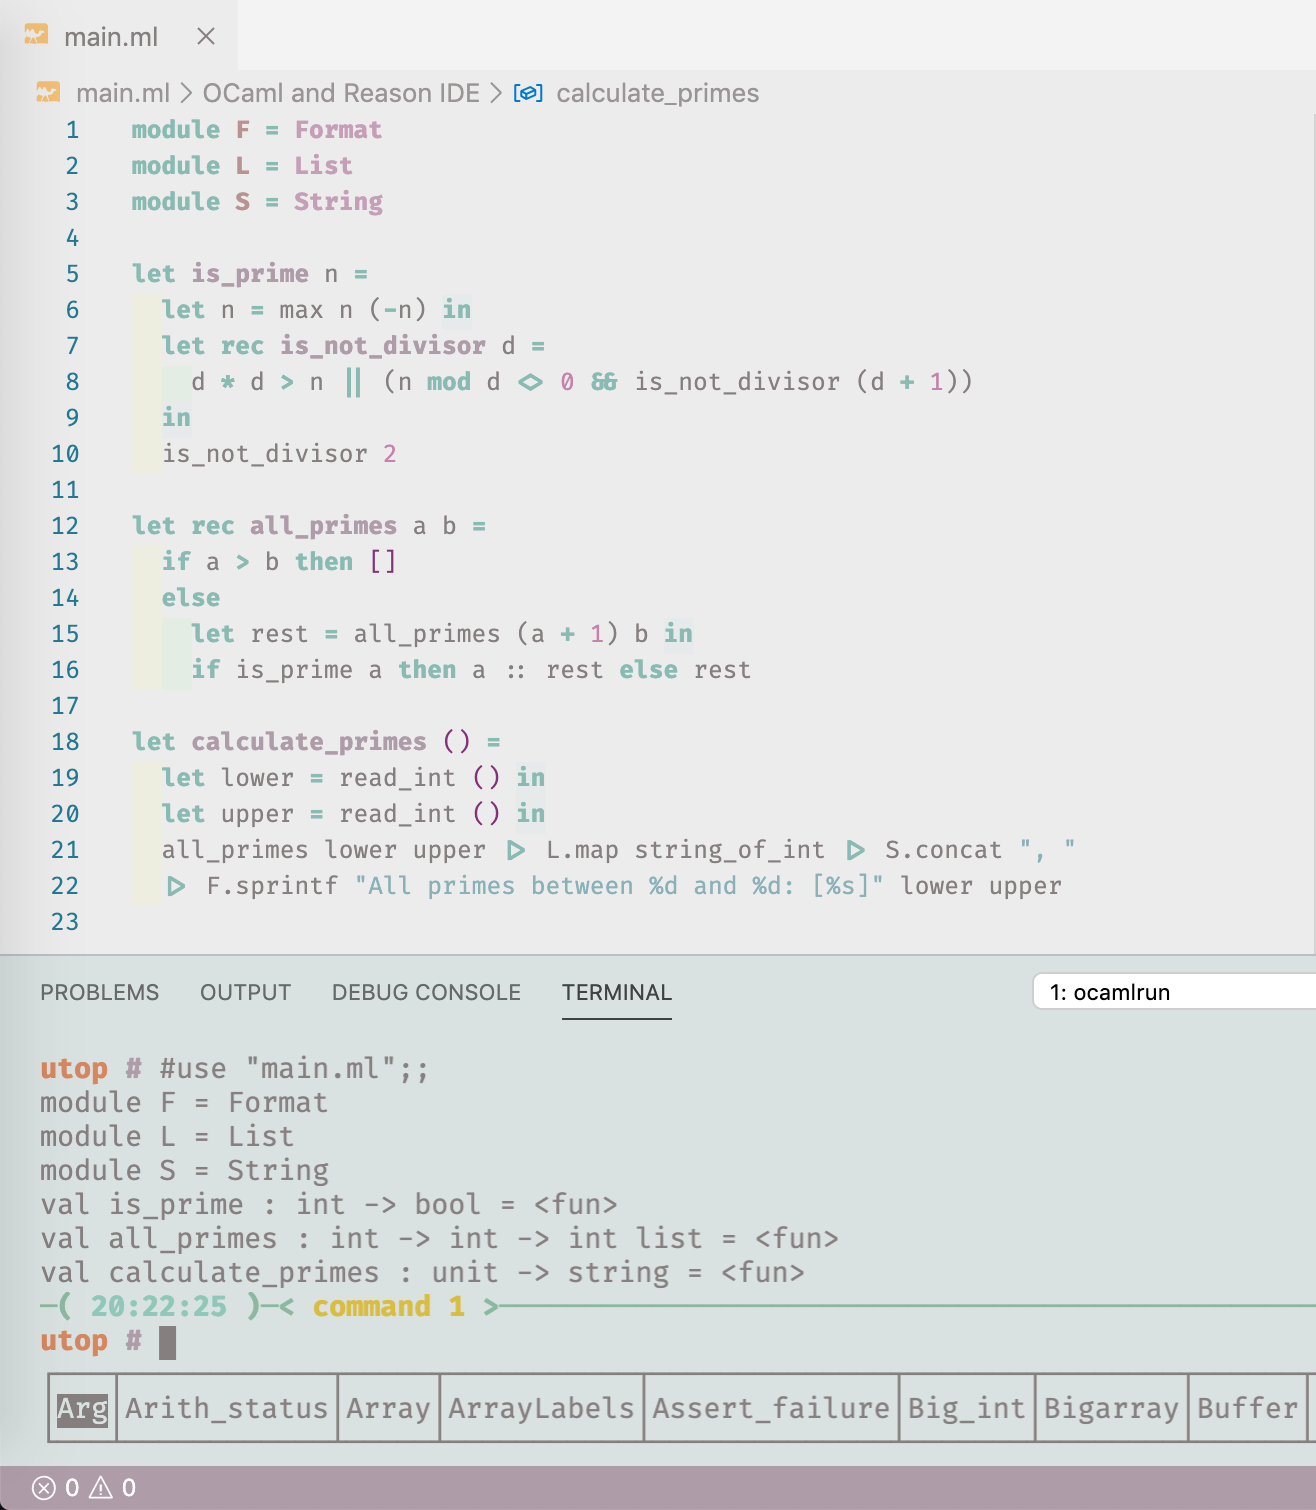 main.ml
main.ml > OCaml and Reason IDE > calculate_primes
1 module F = Format
2 module L = List
3 module S = String
4
5 let is_prime n =
6   let n = max n (-n) in
7   let rec is_not_divisor d =
8     d * d > n || (n mod d <> 0 && is_not_divisor (d + 1))
9   in
10   is_not_divisor 2
11
12 let rec all_primes a b =
13   if a > b then []
14   else
15     let rest = all_primes (a + 1) b in
16     if is_prime a then a :: rest else rest
17
18 let calculate_primes () =
19   let lower = read_int () in
20   let upper = read_int () in
21   all_primes lower upper |> L.map string_of_int |> S.concat ", "
22   |> F.sprintf "All primes between %d and %d: [%s]" lower upper
23
PROBLEMS OUTPUT DEBUG CONSOLE TERMINAL 1: ocamlrun
utop # #use "main.ml";;
module F = Format
module L = List
module S = String
val is_prime : int -> bool = <fun>
val all_primes : int -> int -> int list = <fun>
val calculate_primes : unit -> string = <fun>
─( 20:22:25 )─< command 1 >─
utop #
Arg Arith_status Array ArrayLabels Assert_failure Big_int Bigarray Buffer
0 0